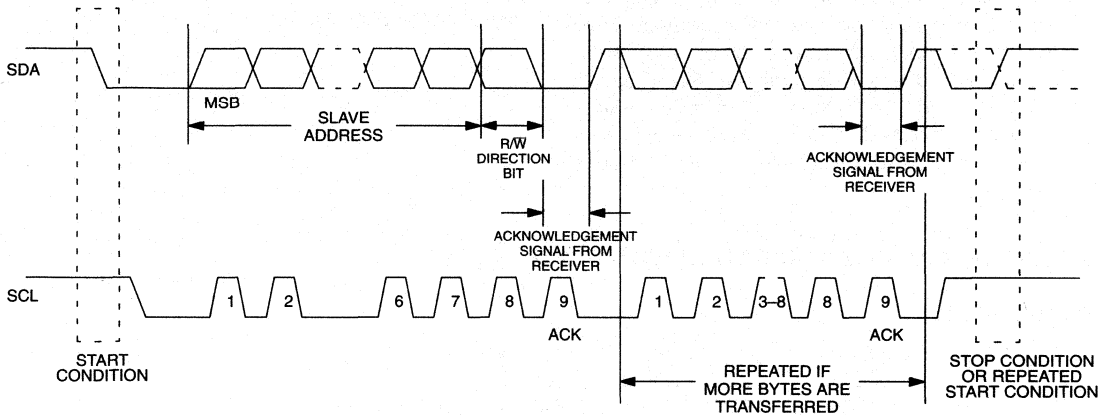 SDA
MSB
SLAVE
ADDRESS
R/W̅
DIRECTION
BIT
ACKNOWLEDGEMENT
SIGNAL FROM
RECEIVER
ACKNOWLEDGEMENT
SIGNAL FROM
RECEIVER
SCL
1 2 6 7 8 9 1 2 3–8 8 9
ACK ACK
START
CONDITION
REPEATED IF
MORE BYTES ARE
TRANSFERRED
STOP CONDITION
OR REPEATED
START CONDITION